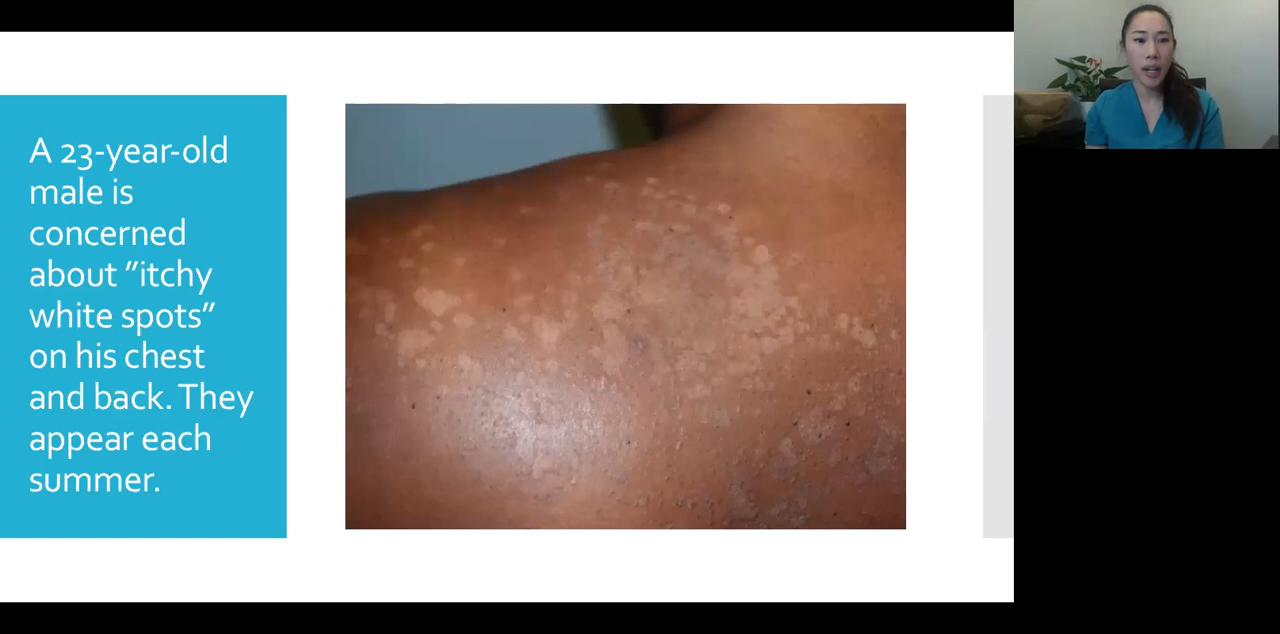 A 23-year-old
male is
concerned
about ”itchy
white spots”
on his chest
and back. They
appear each
summer.